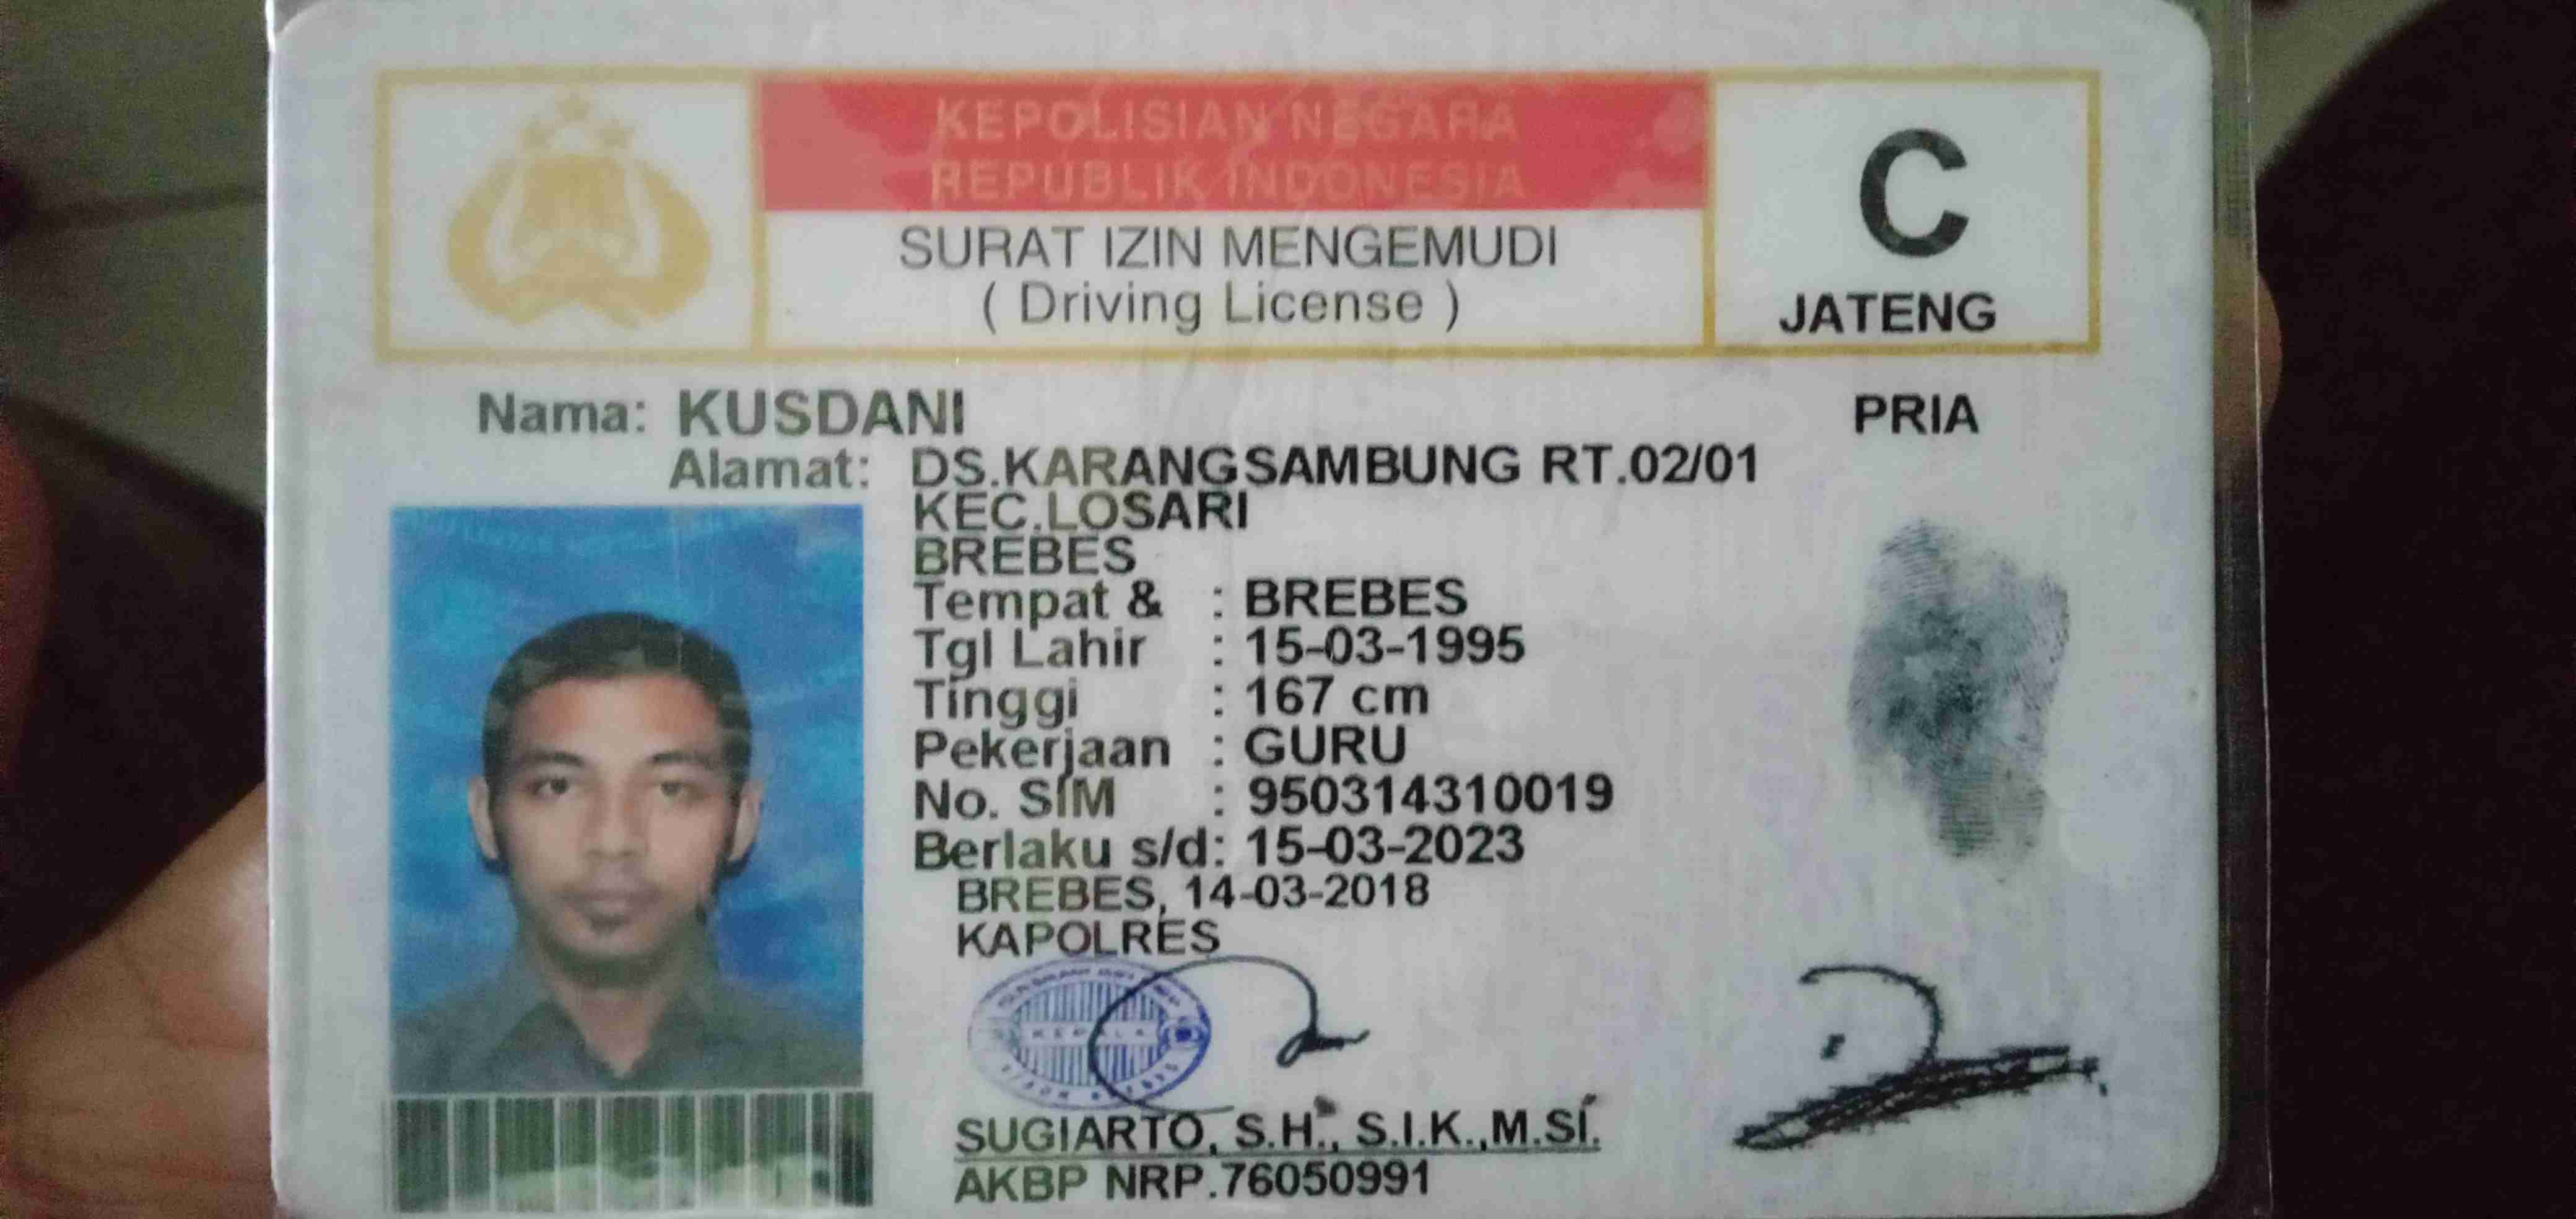 KEPOLISIAN NEGARA
REPUBLIK INDONESIA
SURAT IZIN MENGEMUDI
( Driving License )
C
JATENG
Nama: KUSDANI
PRIA
Alamat: DS.KARANGSAMBUNG RT.02/01
KEC.LOSARI
BREBES
Tempat & : BREBES
Tgl Lahir : 15-03-1995
Tinggi : 167 cm
Pekerjaan : GURU
No. SIM : 950314310019
Berlaku s/d: 15-03-2023
BREBES, 14-03-2018
KAPOLRES
KEPALA
SUGIARTO, S.H., S.I.K.,M.Si.
AKBP NRP.76050991